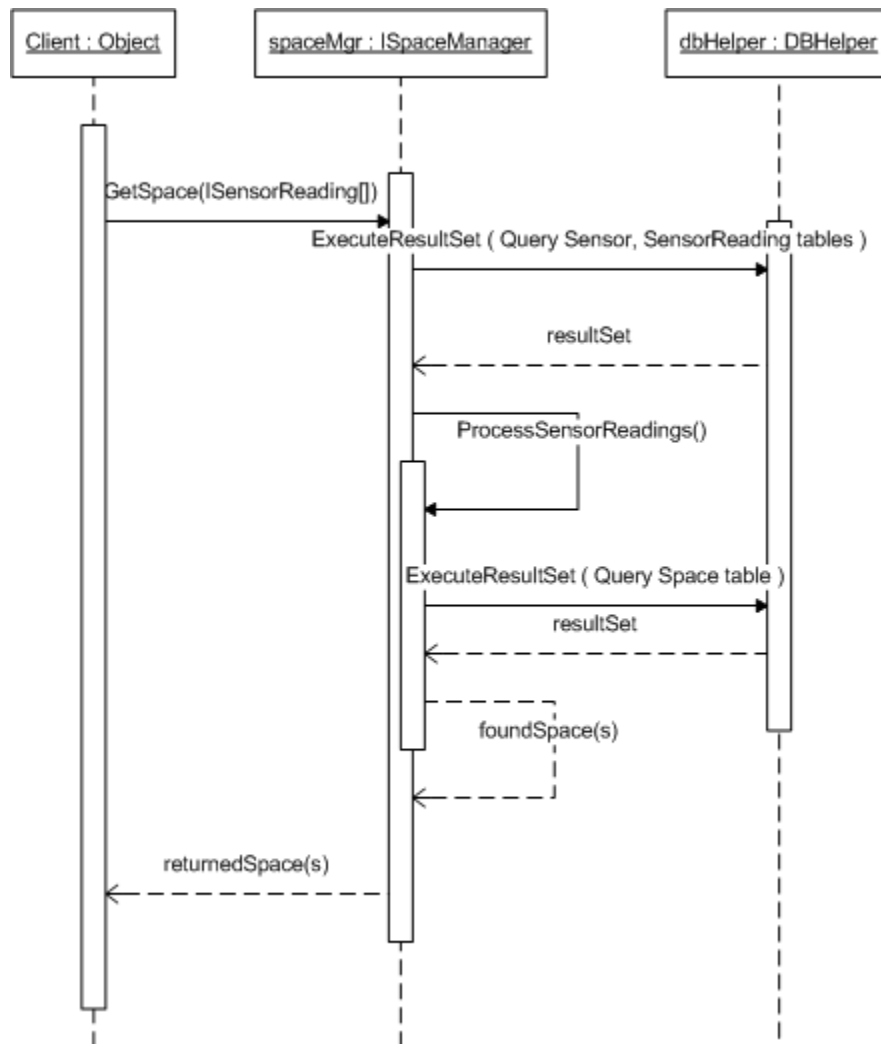 Client : Object
spaceMgr : ISpaceManager
dbHelper : DBHelper
GetSpace(ISensorReading[])
ExecuteResultSet ( Query Sensor, SensorReading tables )
resultSet
ProcessSensorReadings()
ExecuteResultSet ( Query Space table )
resultSet
foundSpace(s)
returnedSpace(s)